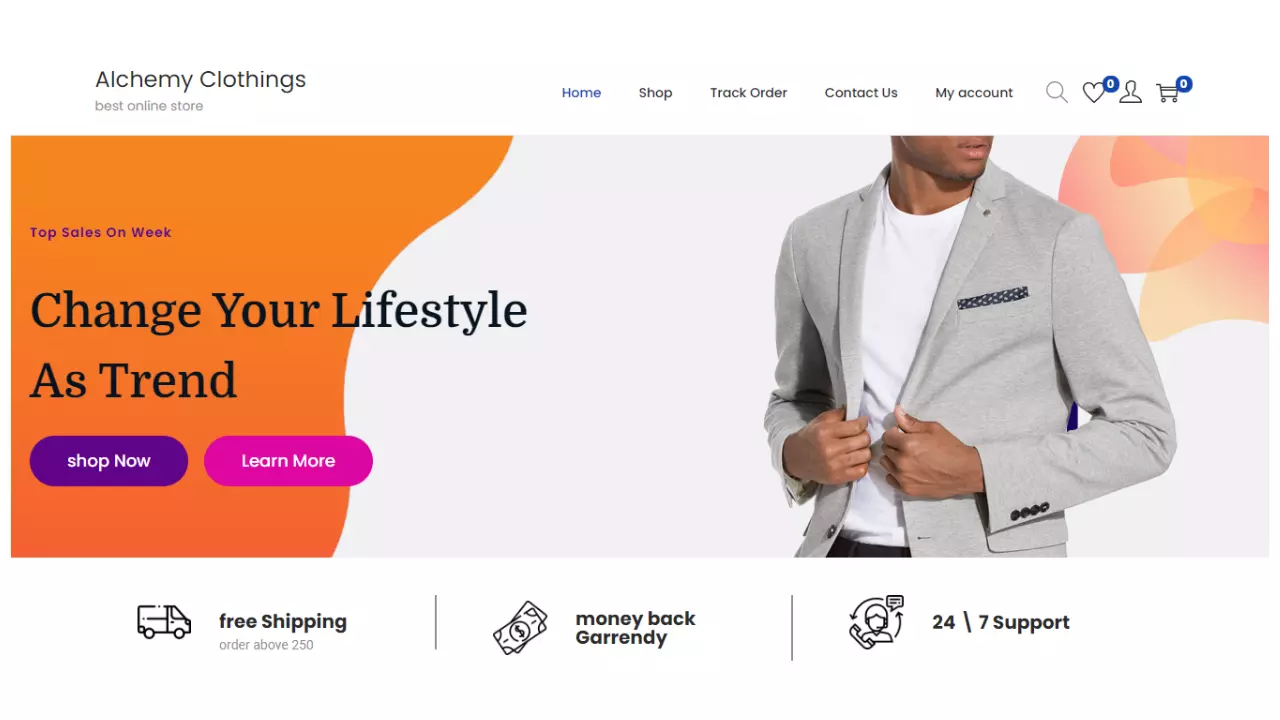 Alchemy Clothings
best online store
Home Shop Track Order Contact Us My account 0 0
Top Sales On Week
Change Your Lifestyle
As Trend
shop Now Learn More
free Shipping
order above 250
money back
Garrendy
24 \ 7 Support